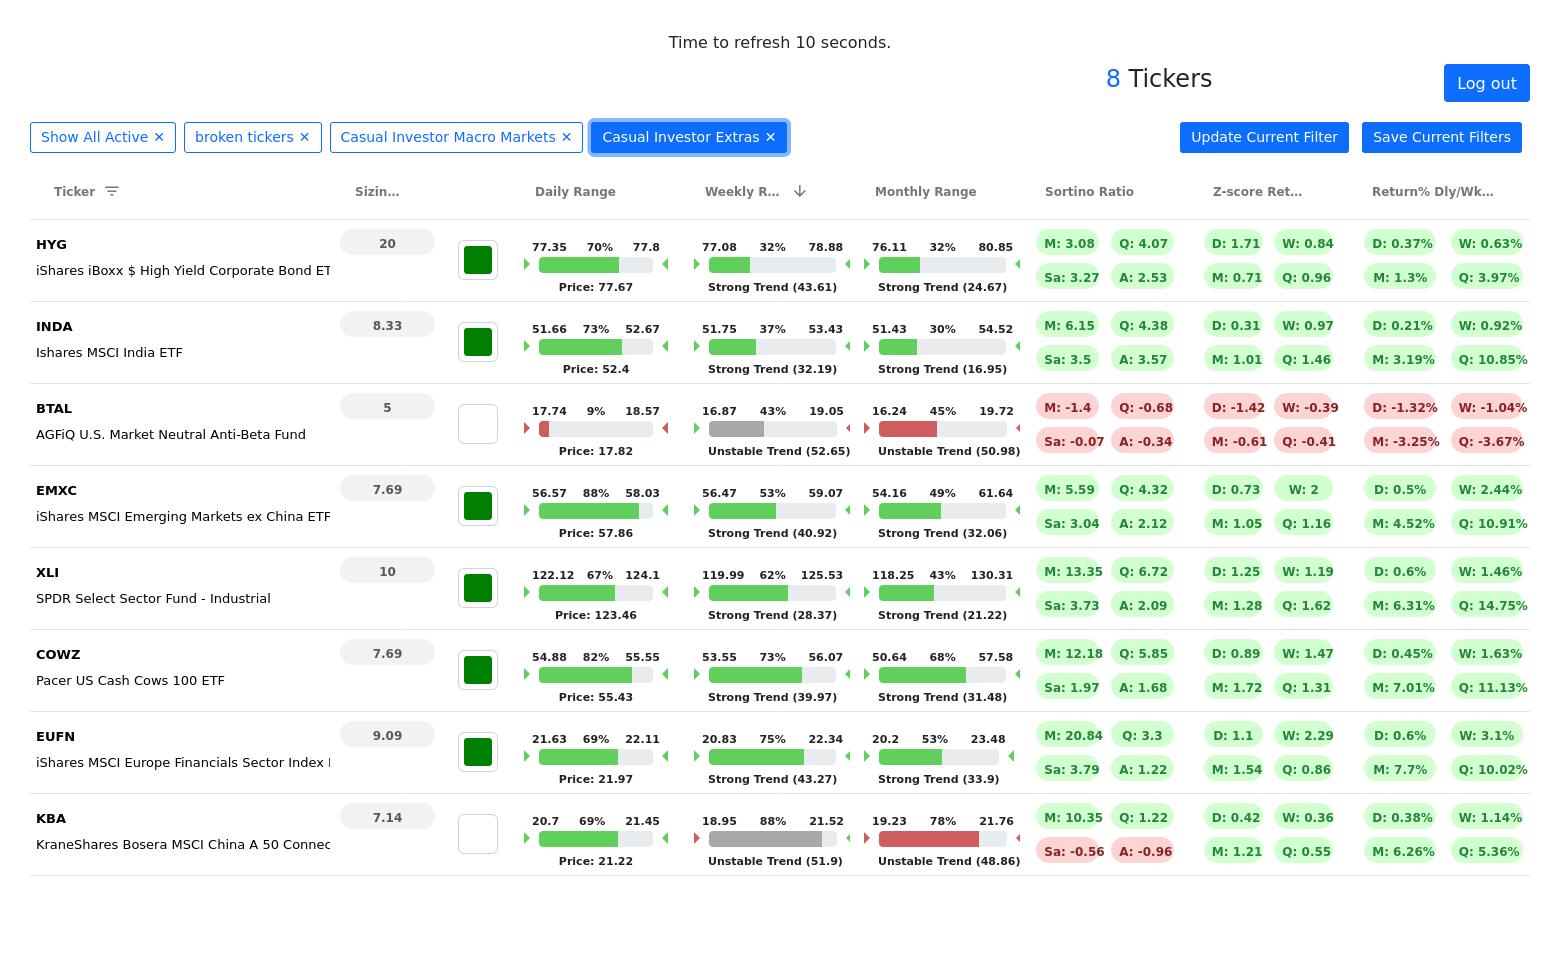 Time to refresh 10 seconds.
8 Tickers
Log out
Show All Active ✕ broken tickers ✕ Casual Investor Macro Markets ✕ Casual Investor Extras ✕ Update Current Filter Save Current Filters
Ticker Sizin… Daily Range Weekly R… Monthly Range Sortino Ratio Z-score Ret… Return% Dly/Wk…
HYG 20 77.35 70% 77.8 77.08 32% 78.88 76.11 32% 80.85 M: 3.08 Q: 4.07 D: 1.71 W: 0.84 D: 0.37% W: 0.63%
iShares iBoxx $ High Yield Corporate Bond ET Price: 77.67 Strong Trend (43.61) Strong Trend (24.67) Sa: 3.27 A: 2.53 M: 0.71 Q: 0.96 M: 1.3% Q: 3.97%
INDA 8.33 51.66 73% 52.67 51.75 37% 53.43 51.43 30% 54.52 M: 6.15 Q: 4.38 D: 0.31 W: 0.97 D: 0.21% W: 0.92%
Ishares MSCI India ETF Price: 52.4 Strong Trend (32.19) Strong Trend (16.95) Sa: 3.5 A: 3.57 M: 1.01 Q: 1.46 M: 3.19% Q: 10.85%
BTAL 5 17.74 9% 18.57 16.87 43% 19.05 16.24 45% 19.72 M: -1.4 Q: -0.68 D: -1.42 W: -0.39 D: -1.32% W: -1.04%
AGFiQ U.S. Market Neutral Anti-Beta Fund Price: 17.82 Unstable Trend (52.65) Unstable Trend (50.98) Sa: -0.07 A: -0.34 M: -0.61 Q: -0.41 M: -3.25% Q: -3.67%
EMXC 7.69 56.57 88% 58.03 56.47 53% 59.07 54.16 49% 61.64 M: 5.59 Q: 4.32 D: 0.73 W: 2 D: 0.5% W: 2.44%
iShares MSCI Emerging Markets ex China ETF Price: 57.86 Strong Trend (40.92) Strong Trend (32.06) Sa: 3.04 A: 2.12 M: 1.05 Q: 1.16 M: 4.52% Q: 10.91%
XLI 10 122.12 67% 124.1 119.99 62% 125.53 118.25 43% 130.31 M: 13.35 Q: 6.72 D: 1.25 W: 1.19 D: 0.6% W: 1.46%
SPDR Select Sector Fund - Industrial Price: 123.46 Strong Trend (28.37) Strong Trend (21.22) Sa: 3.73 A: 2.09 M: 1.28 Q: 1.62 M: 6.31% Q: 14.75%
COWZ 7.69 54.88 82% 55.55 53.55 73% 56.07 50.64 68% 57.58 M: 12.18 Q: 5.85 D: 0.89 W: 1.47 D: 0.45% W: 1.63%
Pacer US Cash Cows 100 ETF Price: 55.43 Strong Trend (39.97) Strong Trend (31.48) Sa: 1.97 A: 1.68 M: 1.72 Q: 1.31 M: 7.01% Q: 11.13%
EUFN 9.09 21.63 69% 22.11 20.83 75% 22.34 20.2 53% 23.48 M: 20.84 Q: 3.3 D: 1.1 W: 2.29 D: 0.6% W: 3.1%
iShares MSCI Europe Financials Sector Index Price: 21.97 Strong Trend (43.27) Strong Trend (33.9) Sa: 3.79 A: 1.22 M: 1.54 Q: 0.86 M: 7.7% Q: 10.02%
KBA 7.14 20.7 69% 21.45 18.95 88% 21.52 19.23 78% 21.76 M: 10.35 Q: 1.22 D: 0.42 W: 0.36 D: 0.38% W: 1.14%
KraneShares Bosera MSCI China A 50 Connec Price: 21.22 Unstable Trend (51.9) Unstable Trend (48.86) Sa: -0.56 A: -0.96 M: 1.21 Q: 0.55 M: 6.26% Q: 5.36%